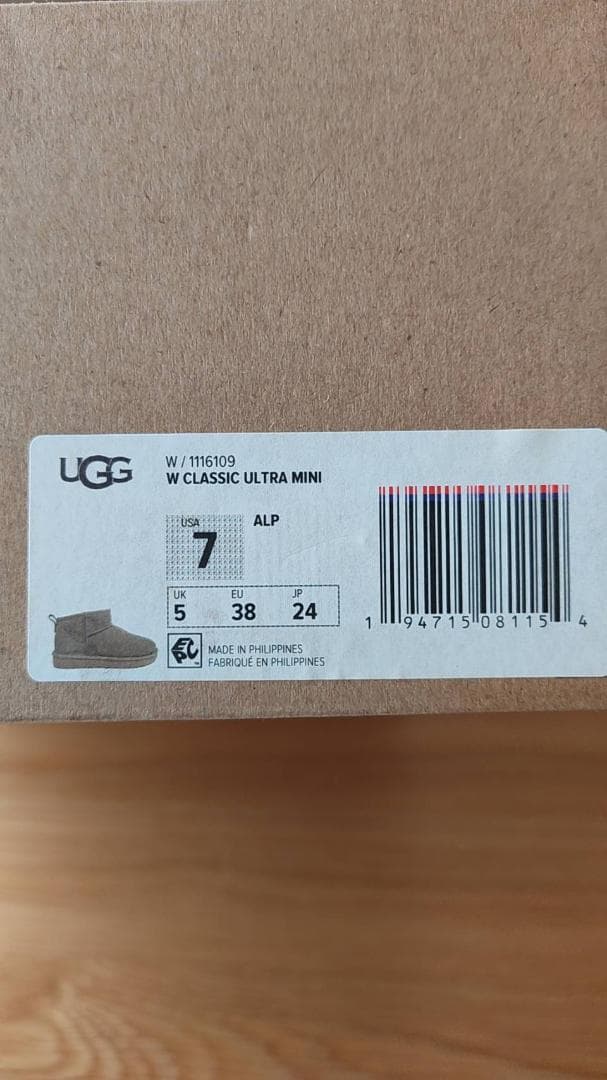 UGG
W / 1116109
W CLASSIC ULTRA MINI
USA
7
ALP
UK EU JP
5 38 24
EPC™
MADE IN PHILIPPINES
FABRIQUÉ EN PHILIPPINES
1 94715 08115 4